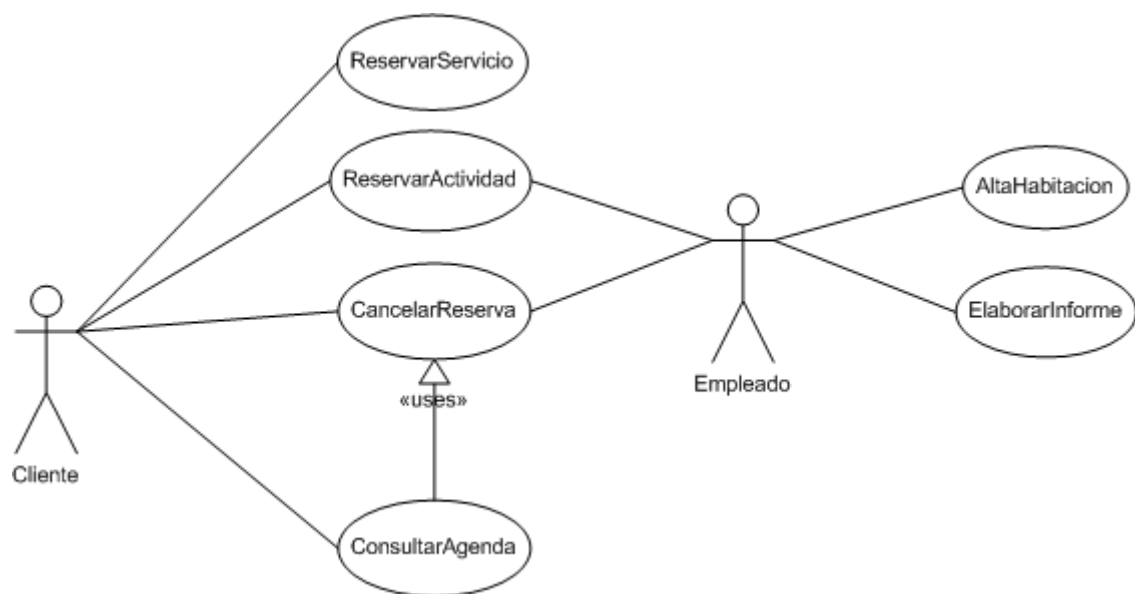 ReservarServicio
ReservarActividad
AltaHabitacion
CancelarReserva
ElaborarInforme
Empleado
«uses»
Cliente
ConsultarAgenda